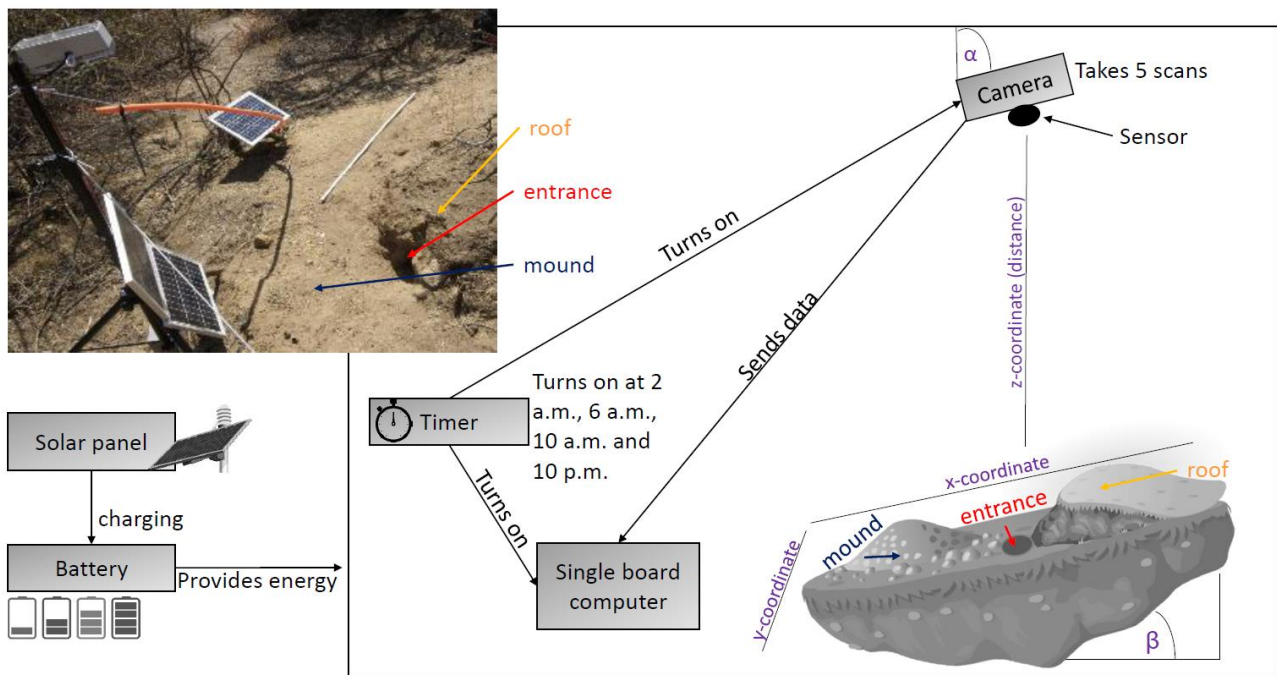 roof
entrance
mound
α
Camera
Takes 5 scans
Sensor
Turns on
Sends data
z-coordinate (distance)
Timer
Turns on at 2
a.m., 6 a.m.,
10 a.m. and
10 p.m.
Turns on
Single board
computer
Solar panel
charging
Battery
Provides energy
x-coordinate
roof
entrance
mound
y-coordinate
β